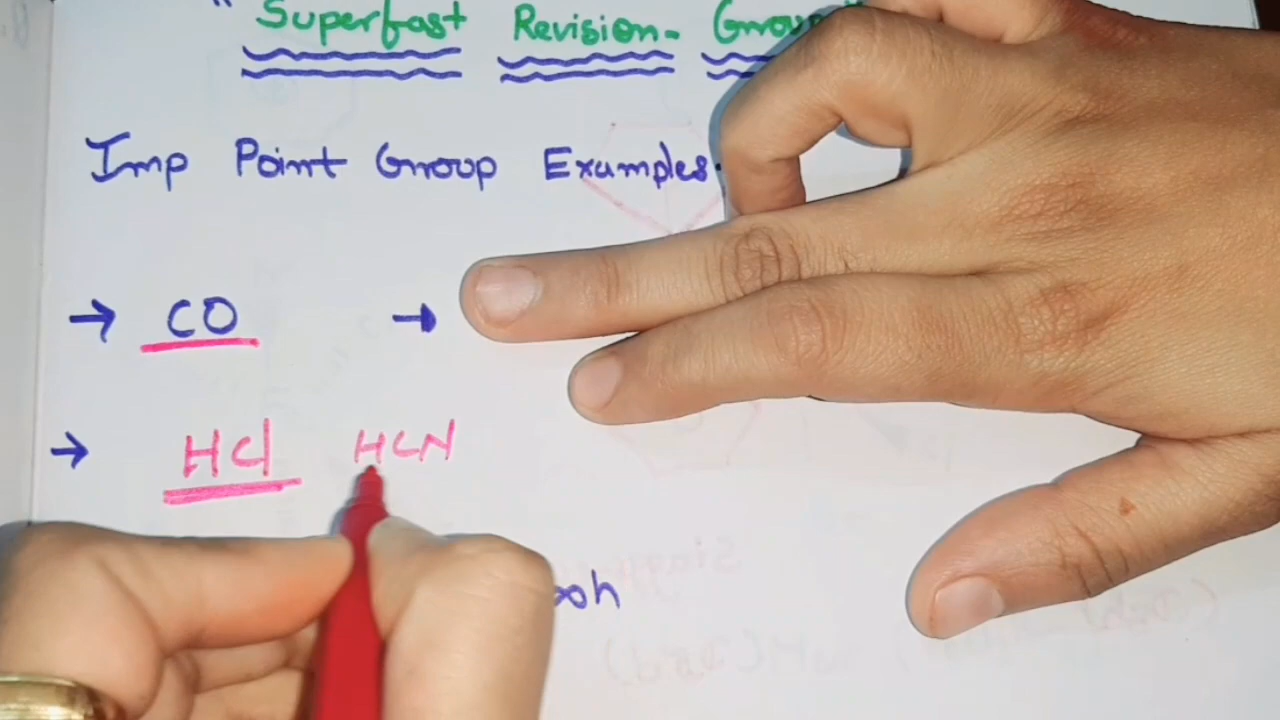 " Superfast Revision- Group
Imp Point Group Examples.
→ CO →
→ HCl HCN
∞h